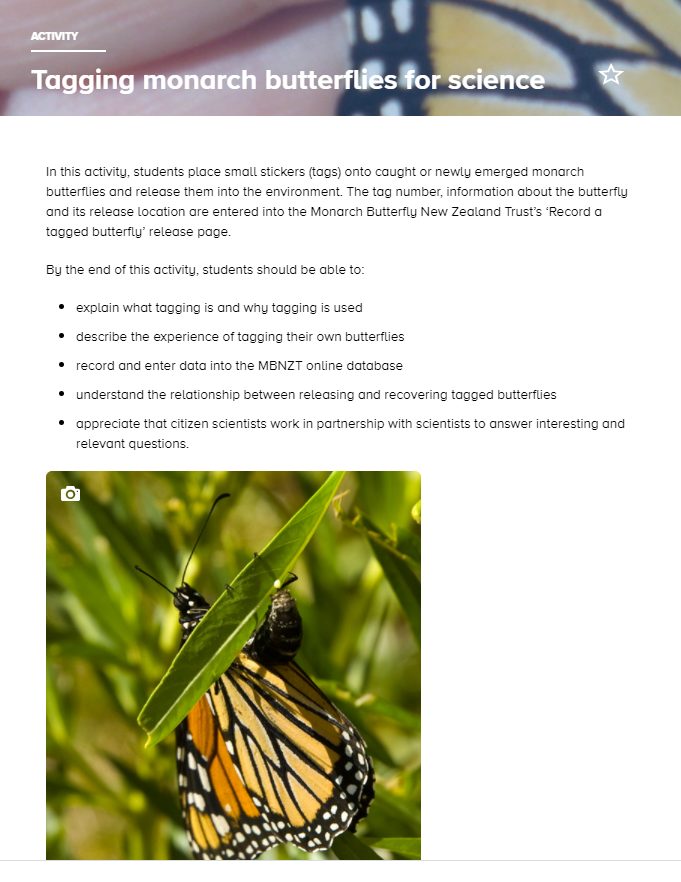 ACTIVITY
Tagging monarch butterflies for science
In this activity, students place small stickers (tags) onto caught or newly emerged monarch
butterflies and release them into the environment. The tag number, information about the butterfly
and its release location are entered into the Monarch Butterfly New Zealand Trust’s ‘Record a
tagged butterfly’ release page.
By the end of this activity, students should be able to:
explain what tagging is and why tagging is used
describe the experience of tagging their own butterflies
record and enter data into the MBNZT online database
understand the relationship between releasing and recovering tagged butterflies
appreciate that citizen scientists work in partnership with scientists to answer interesting and
relevant questions.